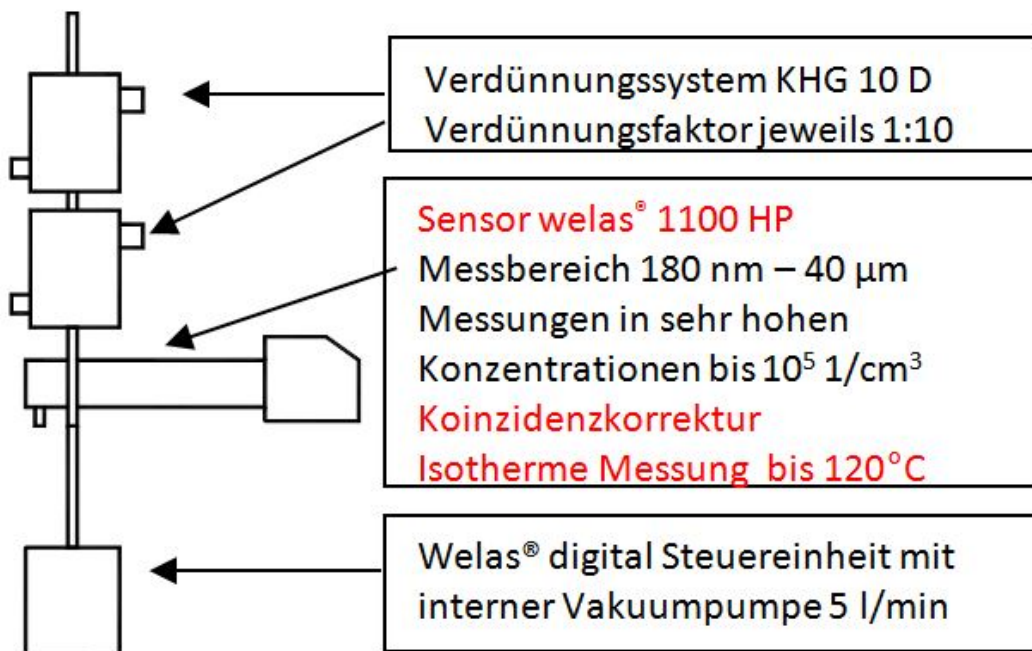 Verdünnungssystem KHG 10 D
Verdünnungsfaktor jeweils 1:10
Sensor welas® 1100 HP
Messbereich 180 nm – 40 µm
Messungen in sehr hohen
Konzentrationen bis 10⁵ 1/cm³
Koinzidenzkorrektur
Isotherme Messung bis 120°C
Welas® digital Steuereinheit mit
interner Vakuumpumpe 5 l/min